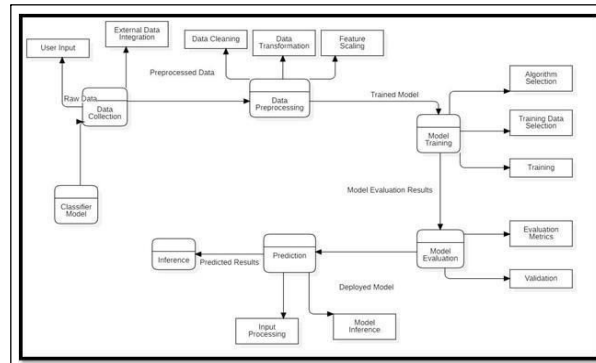 External Data
Integration
User Input
Data Cleaning
Data
Transformation
Feature
Scaling
Preprocessed Data
Raw Data
Data
Collection
Data
Preprocessing
Trained Model
Algorithm
Selection
Model
Training
Training Data
Selection
Training
Classifier
Model
Model Evaluation Results
Evaluation
Metrics
Model
Evaluation
Validation
Prediction
Inference
Predicted Results
Deployed Model
Input
Processing
Model
Inference